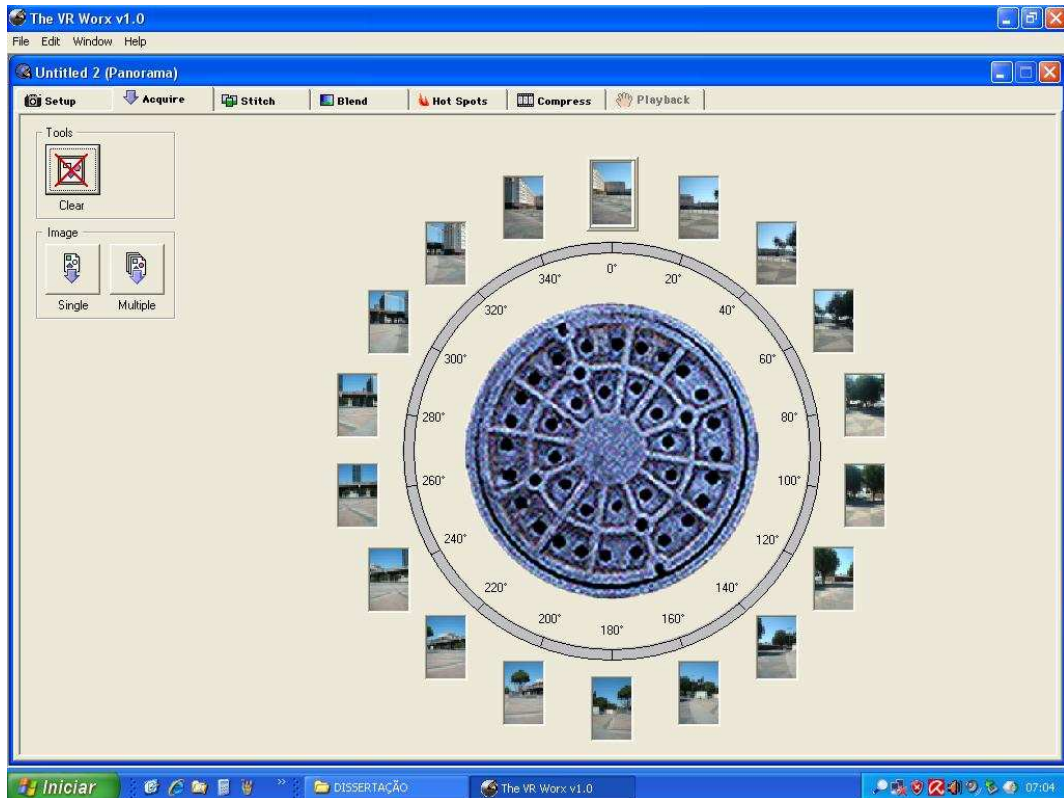 The VR Worx v1.0
File Edit Window Help
Untitled 2 (Panorama)
Setup Acquire Stitch Blend Hot Spots Compress Playback
Tools
Clear
Image
Single Multiple
0°
340° 20°
320° 40°
300° 60°
280° 80°
260° 100°
240° 120°
220° 140°
200° 160°
180°
Iniciar » DISSERTAÇÃO The VR Worx v1.0 07:04